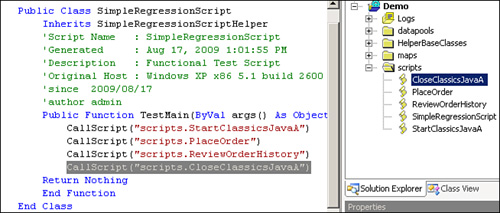 Public Class SimpleRegressionScript
Inherits SimpleRegressionScriptHelper
'Script Name : SimpleRegressionScript
'Generated : Aug 17, 2009 1:01:55 PM
'Description : Functional Test Script
'Original Host : Windows XP x86 5.1 build 2600
'since 2009/08/17
'author admin
Public Function TestMain(ByVal args() As Objec
CallScript("scripts.StartClassicsJavaA")
CallScript("scripts.PlaceOrder")
CallScript("scripts.ReviewOrderHistory")
CallScript("scripts.CloseClassicsJavaA")
Return Nothing
End Function
End Class
Demo
Logs
datapools
HelperBaseClasses
maps
scripts
CloseClassicsJavaA
PlaceOrder
ReviewOrderHistory
SimpleRegressionScript
StartClassicsJavaA
Solution Explorer
Class View
Properties